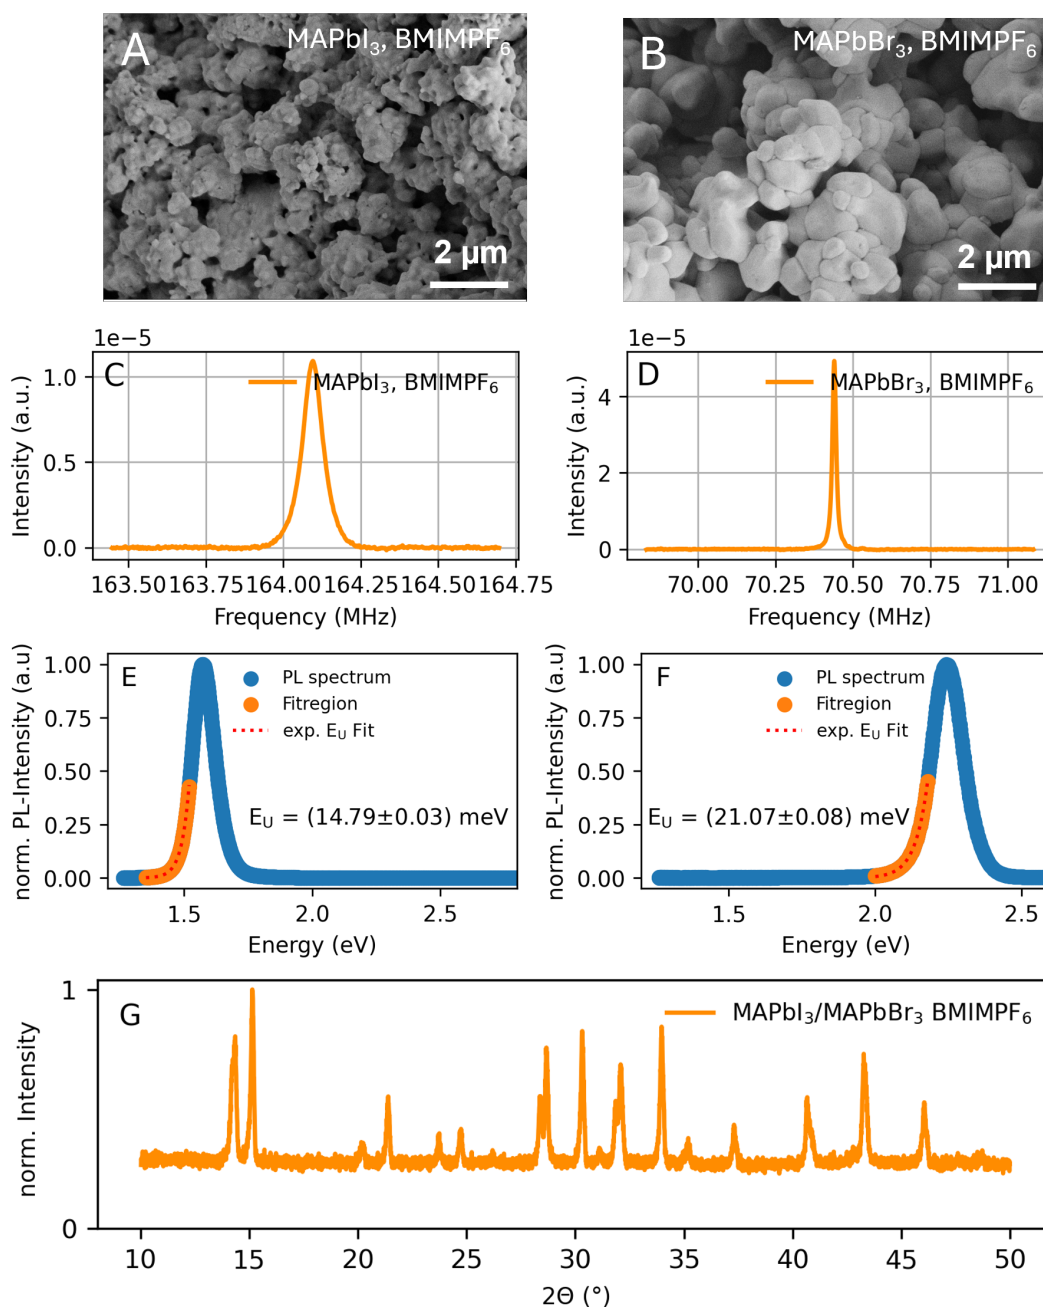 A MAPbI₃, BMIMPF₆
2 µm
B MAPbBr₃, BMIMPF₆
2 µm
1e−5
C MAPbI₃, BMIMPF₆
Intensity (a.u.)
1.0
0.5
0.0
163.50 163.75 164.00 164.25 164.50 164.75
Frequency (MHz)
1e−5
D MAPbBr₃, BMIMPF₆
Intensity (a.u.)
4
2
0
70.00 70.25 70.50 70.75 71.00
Frequency (MHz)
E
PL spectrum
Fitregion
exp. E_U Fit
E_U = (14.79±0.03) meV
norm. PL-Intensity (a.u)
1.00
0.75
0.50
0.25
0.00
1.5 2.0 2.5
Energy (eV)
F
PL spectrum
Fitregion
exp. E_U Fit
E_U = (21.07±0.08) meV
norm. PL-Intensity (a.u)
1.00
0.75
0.50
0.25
0.00
1.5 2.0 2.5
Energy (eV)
G MAPbI₃/MAPbBr₃ BMIMPF₆
norm. Intensity
1
0
10 15 20 25 30 35 40 45 50
2Θ (°)